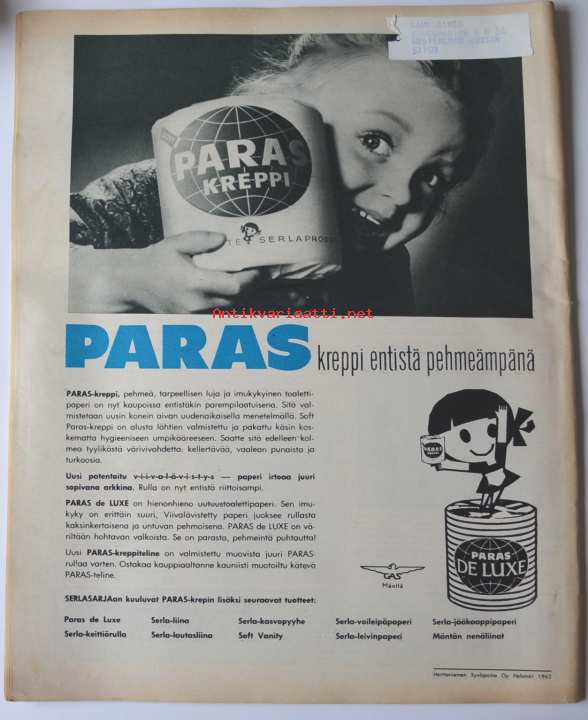 PARAS
KREPPI
SERLAPROD
Antikvariaatti.net
PARAS kreppi entistä pehmeämpänä
PARAS-kreppi, pehmeä, tarpeellisen luja ja imukykyinen toaletti-
paperi on nyt kaupoissa entistäkin parempilaatuisena. Sitä val-
mistetaan uusin konein aivan uudenaikaisella menetelmällä. Soft
Paras-kreppi on alusta lähtien valmistettu ja pakattu käsin kos-
kematta hygieeniseen umpikääreeseen. Saatte sitä edelleen kol-
mea tyylikästä värivivahdetta: kellertävää, vaalean punaista ja
turkoosia.
Uusi patentoitu v-i-i-v-a-l-ä-v-i-s-t-y-s — paperi irtoaa juuri
sopivana arkkina. Rulla on nyt entistä riittoisampi.
PARAS de LUXE on hienonhieno uutuustoalettipaperi. Sen imu-
kyky on erittäin suuri. Viivalävistetty paperi juoksee rullasta
kaksinkertaisena ja untuvan pehmoisena. PARAS de LUXE on vä-
riltään hohtavan valkoista. Se on parasta, pehmeintä puhtautta!
Uusi PARAS-kreppiteline on valmistettu muovista juuri PARAS-
rullaa varten. Ostakaa kauppiaaltanne kauniisti muotoiltu kätevä
PARAS-teline.
PARAS
KREPPI
PARAS
DE LUXE
GAS
Mänttä
SERLASARJAan kuuluvat PARAS-krepin lisäksi seuraavat tuotteet:
Paras de Luxe Serla-liina Serla-kasvopyyhe Serla-voileipäpaperi Serla-jääkaappipaperi
Serla-keittiörulla Serla-lautasliina Soft Vanity Serla-leivinpaperi Mäntän nenäliinat
Herttoniemen Syväpaino Oy Helsinki 1962